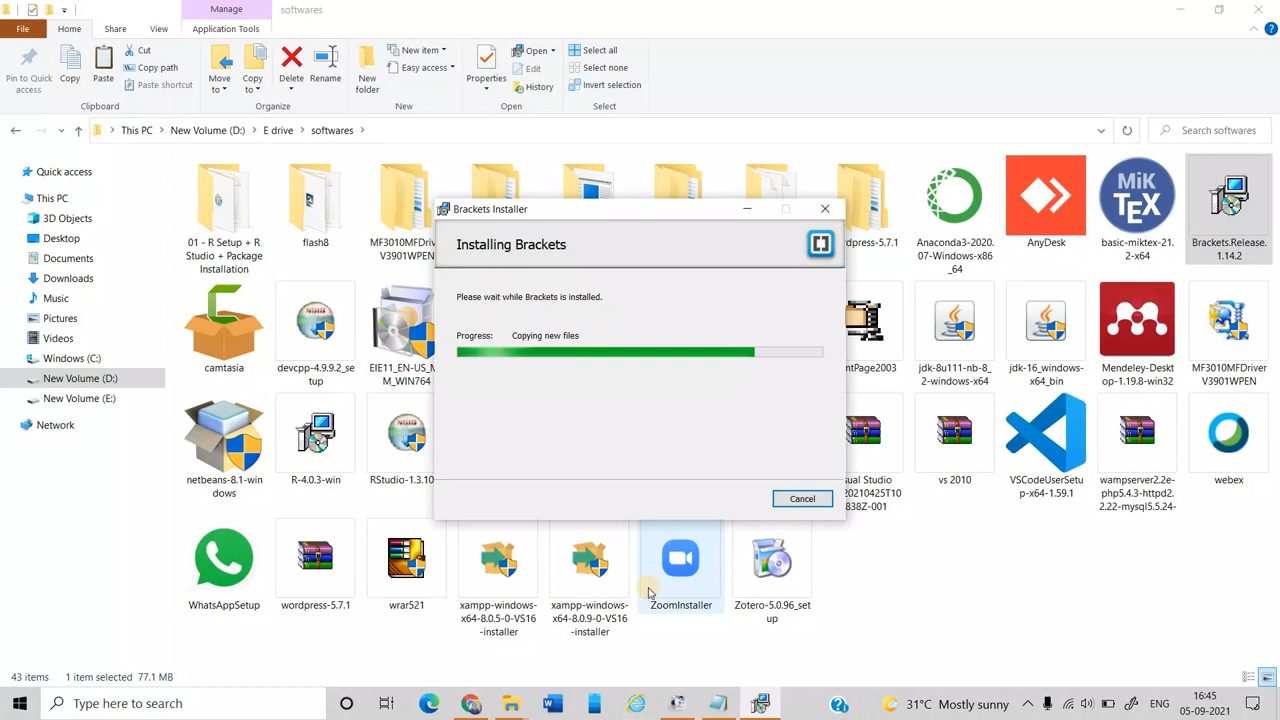 Manage
softwares
File
Home
Share
View
Application Tools
Pin to Quick
access
Copy
Paste
Cut
Copy path
Paste shortcut
Clipboard
Move
to
Copy
to
Delete
Rename
Organize
New
folder
New item
Easy access
New
Properties
Open
Edit
History
Open
Select all
Select none
Invert selection
Select
This PC
New Volume (D:)
E drive
softwares
Search softwares
Quick access
This PC
3D Objects
Desktop
Documents
Downloads
Music
Pictures
Videos
Windows (C:)
New Volume (D:)
New Volume (E:)
Network
01 - R Setup + R
Studio + Package
Installation
flash8
MF3010MFDriver
V3901WPEN
rdpress-5.7.1
Anaconda3-2020.
07-Windows-x86
_64
AnyDesk
MiK
TEX
basic-miktex-21.
2-x64
Brackets.Release.
1.14.2
Brackets Installer
Installing Brackets
Please wait while Brackets is installed.
Progress:
Copying new files
Cancel
camtasia
devcpp-4.9.9.2_se
tup
EIE11_EN-US_M
M_WIN764
ntPage2003
jdk-8u111-nb-8_
2-windows-x64
jdk-16_windows-
x64_bin
Mendeley-Deskt
op-1.19.8-win32
MF3010MFDriver
V3901WPEN
netbeans-8.1-win
dows
R-4.0.3-win
RStudio-1.3.10
sual Studio
20210425T10
838Z-001
vs 2010
VSCodeUserSetu
p-x64-1.59.1
wampserver2.2e-
php5.4.3-httpd2.
2.22-mysql5.5.24-
webex
WhatsAppSetup
wordpress-5.7.1
wrar521
xampp-windows-
x64-8.0.5-0-VS16
-installer
xampp-windows-
x64-8.0.9-0-VS16
-installer
ZoomInstaller
Zotero-5.0.96_set
up
43 items
1 item selected 77.1 MB
Type here to search
31°C Mostly sunny
ENG
16:45
05-09-2021